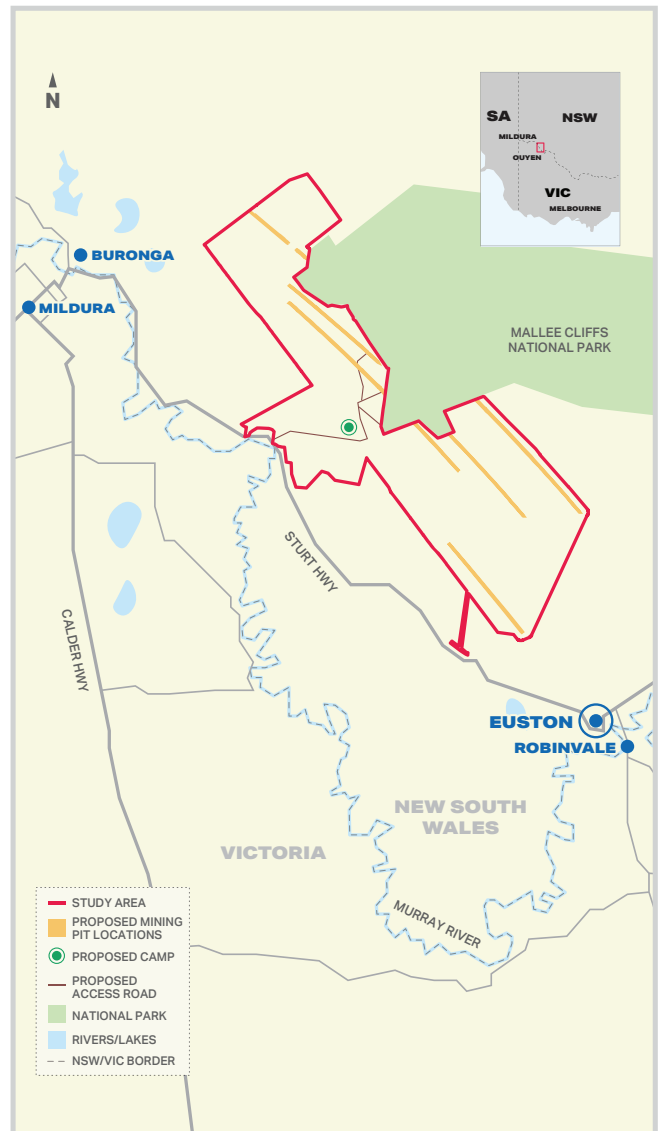 N
SA
NSW
MILDURA
OUYEN
VIC
MELBOURNE
BURONGA
MILDURA
MALLEE CLIFFS
NATIONAL PARK
STURT HWY
CALDER HWY
EUSTON
ROBINVALE
NEW SOUTH
WALES
VICTORIA
MURRAY RIVER
STUDY AREA
PROPOSED MINING
PIT LOCATIONS
PROPOSED CAMP
PROPOSED
ACCESS ROAD
NATIONAL PARK
RIVERS/LAKES
NSW/VIC BORDER